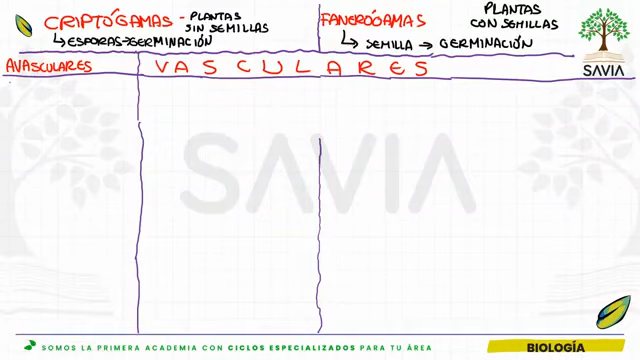 CRIPTÓGAMAS - PLANTAS SIN SEMILLAS
↳ ESPORAS → GERMINACIÓN
FANERÓGAMAS PLANTAS CON SEMILLAS
↳ SEMILLA → GERMINACIÓN
SAVIA
AVASCULARES
VASCULARES
SAVIA
SOMOS LA PRIMERA ACADEMIA CON CICLOS ESPECIALIZADOS PARA TU ÁREA
BIOLOGÍA